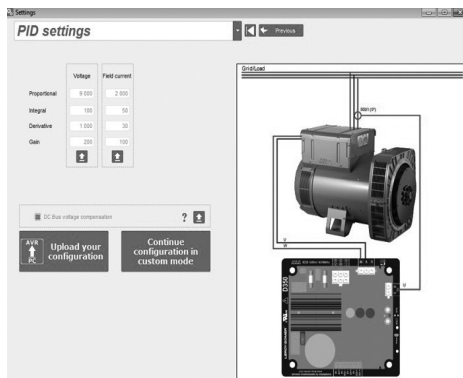 Settings
PID settings
Previous
Voltage Field current
Proportional 6 000 2 000
Integral 100 50
Derivative 1 000 30
Gain 200 100
DC Bus voltage compensation ?
AVR PC
Upload your configuration
Continue configuration in custom mode
Grid/Load
U
W
D350